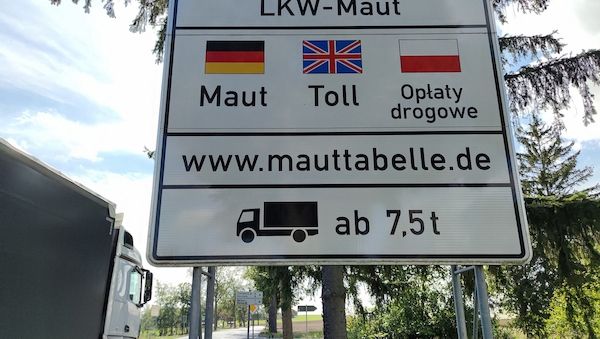 LKW-Maut
Maut Toll Opłaty
drogowe
www.mauttabelle.de
ab 7,5t